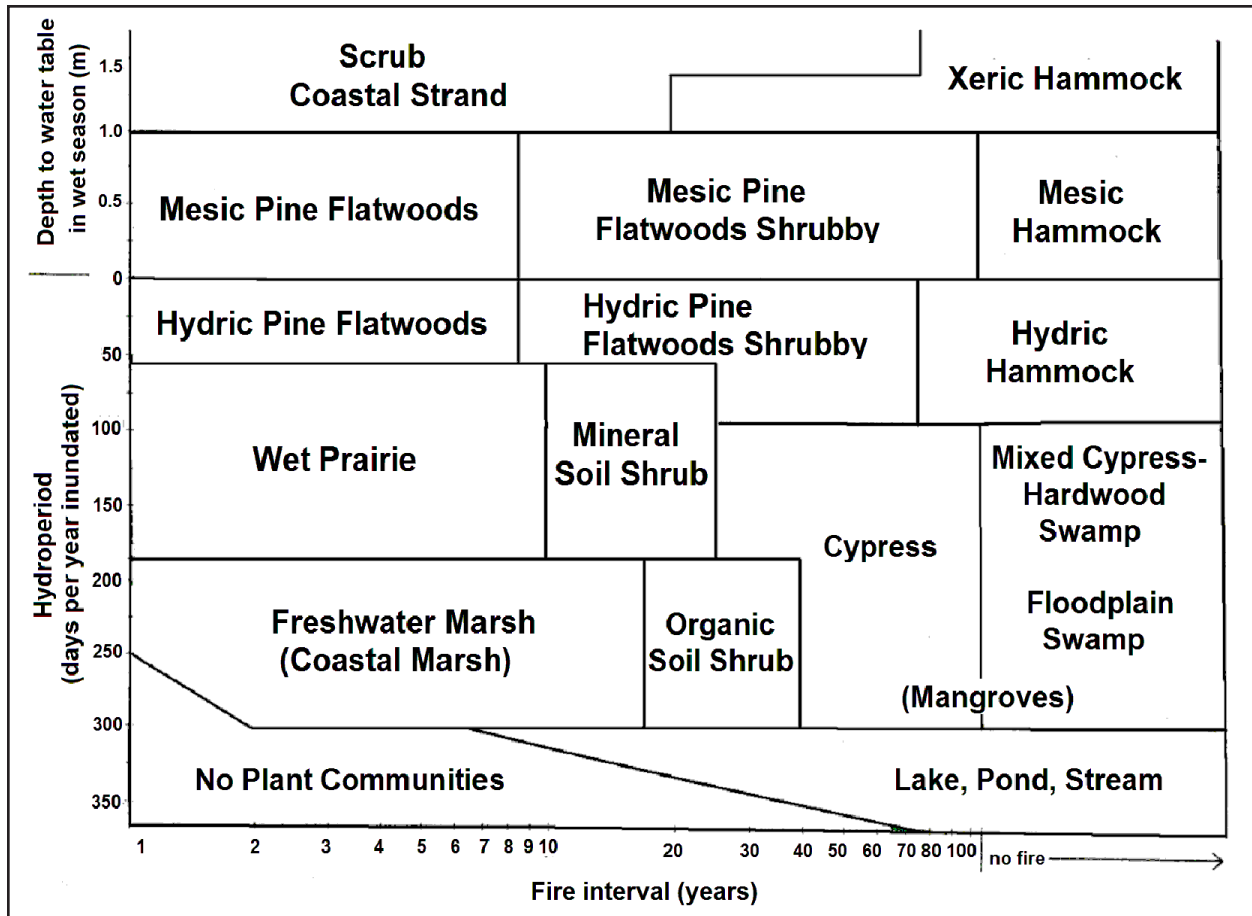 Depth to water table
in wet season (m)
1.5
1.0
0.5
0
Scrub
Coastal Strand
Xeric Hammock
Mesic Pine Flatwoods
Mesic Pine
Flatwoods Shrubby
Mesic
Hammock
Hydroperiod
(days per year inundated)
50
100
150
200
250
300
350
Hydric Pine Flatwoods
Hydric Pine
Flatwoods Shrubby
Hydric
Hammock
Wet Prairie
Mineral
Soil Shrub
Cypress
Mixed Cypress-
Hardwood
Swamp
Floodplain
Swamp
Freshwater Marsh
(Coastal Marsh)
Organic
Soil Shrub
(Mangroves)
No Plant Communities
Lake, Pond, Stream
1 2 3 4 5 6 7 8 9 10 20 30 40 50 60 70 80 100 no fire
Fire interval (years)